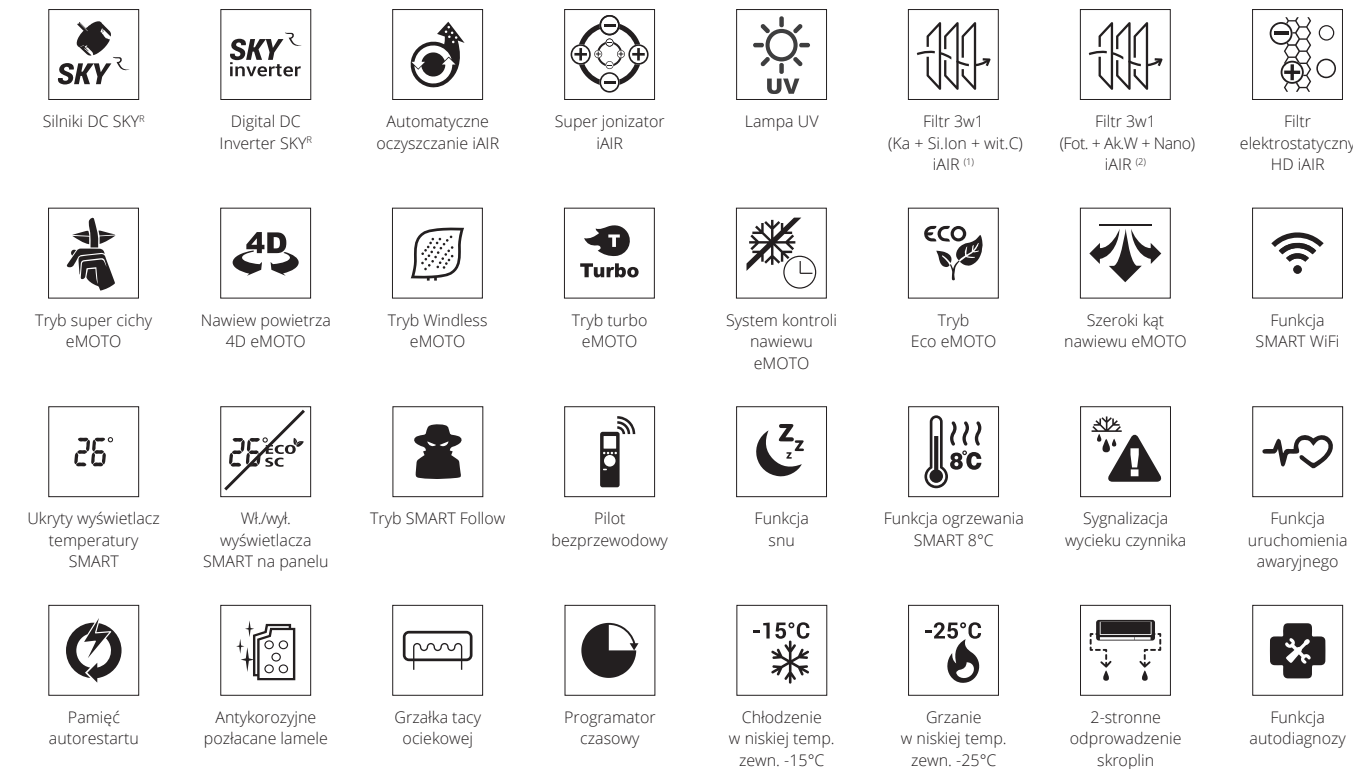 SKY R
SKY R
inverter
UV
Silniki DC SKYR
Digital DC
Inverter SKYR
Automatyczne
oczyszczanie iAIR
Super jonizator
iAIR
Lampa UV
Filtr 3w1
(Ka + Si.Ion + wit.C)
iAIR (1)
Filtr 3w1
(Fot. + Ak.W + Nano)
iAIR (2)
Filtr
elektrostatyczny
HD iAIR
4D
T
Turbo
ECO
Tryb super cichy
eMOTO
Nawiew powietrza
4D eMOTO
Tryb Windless
eMOTO
Tryb turbo
eMOTO
System kontroli
nawiewu
eMOTO
Tryb
Eco eMOTO
Szeroki kąt
nawiewu eMOTO
Funkcja
SMART WiFi
26°
26° ECO
SC
z z z
8°C
Ukryty wyświetlacz
temperatury
SMART
Wł./wył.
wyświetlacza
SMART na panelu
Tryb SMART Follow
Pilot
bezprzewodowy
Funkcja
snu
Funkcja ogrzewania
SMART 8°C
Sygnalizacja
wycieku czynnika
Funkcja
uruchomienia
awaryjnego
-15°C
-25°C
Pamięć
autorestartu
Antykorozyjne
pozłacane lamele
Grzałka tacy
ociekowej
Programator
czasowy
Chłodzenie
w niskiej temp.
zewn. -15°C
Grzanie
w niskiej temp.
zewn. -25°C
2-stronne
odprowadzenie
skroplin
Funkcja
autodiagnozy